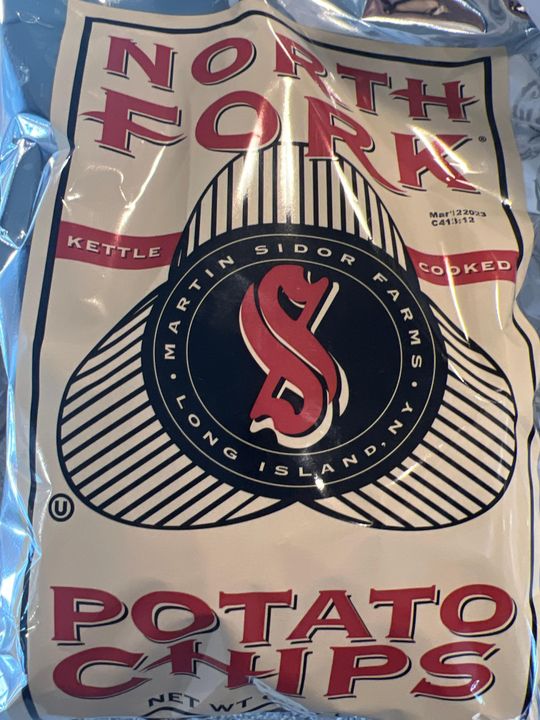 NORTH
FORK®
Mar122023
C413:12
KETTLE COOKED
MARTIN SIDOR FARMS
S
• LONG ISLAND, NY •
U
POTATO
CHIPS
NET WT